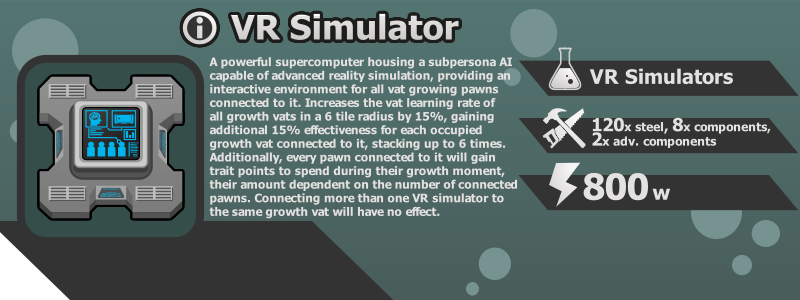 VR Simulator
A powerful supercomputer housing a subpersona AI
capable of advanced reality simulation, providing an
interactive environment for all vat growing pawns
connected to it. Increases the vat learning rate of
all growth vats in a 6 tile radius by 15%, gaining
additional 15% effectiveness for each occupied
growth vat connected to it, stacking up to 6 times.
Additionally, every pawn connected to it will gain
trait points to spend during their growth moment,
their amount dependent on the number of connected
pawns. Connecting more than one VR simulator to
the same growth vat will have no effect.
VR Simulators
120x steel, 8x components,
2x adv. components
800 w